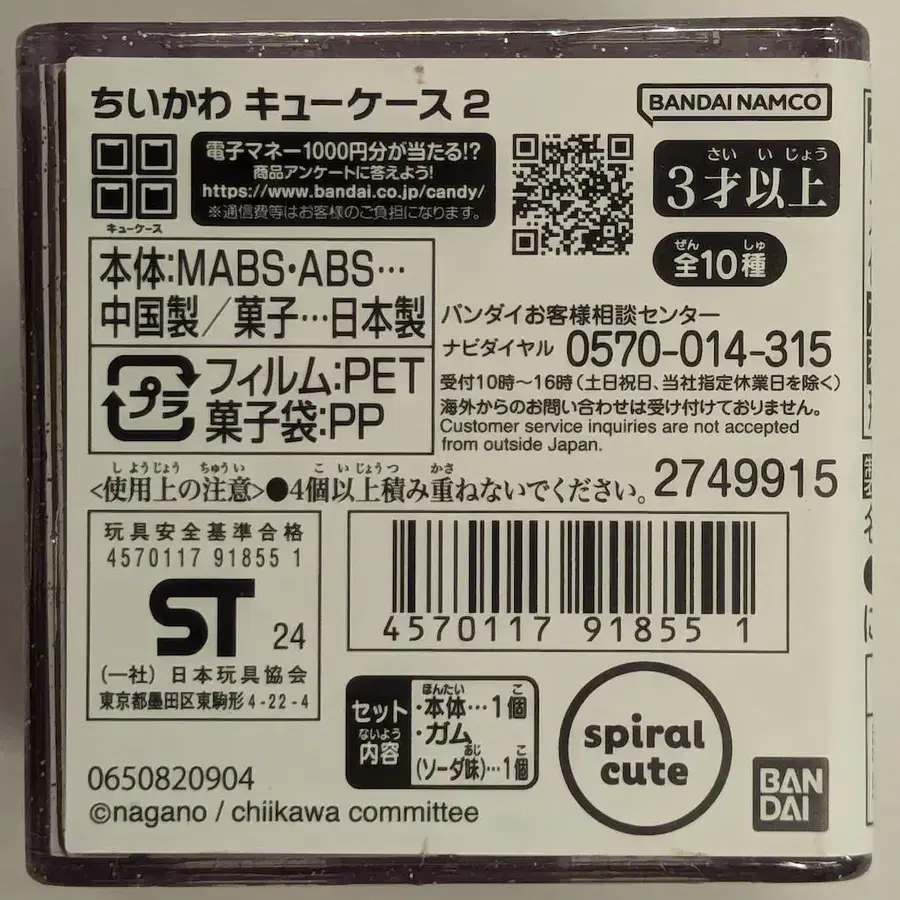 ちいかわ キューケース2
BANDAI NAMCO
キューケース
電子マネー1000円分が当たる!?
商品アンケートに答えよう!
https://www.bandai.co.jp/candy/
※通信費等はお客様のご負担になります。
さい いじょう
3才以上
ぜん しゅ
全10種
本体:MABS・ABS…
中国製/菓子…日本製
プラ
フィルム:PET
菓子袋:PP
バンダイお客様相談センター
ナビダイヤル 0570-014-315
受付10時~16時(土日祝日、当社指定休業日を除く)
海外からのお問い合わせは受け付けておりません。
Customer service inquiries are not accepted
from outside Japan.
しようじょう ちゅうい こ いじょう つ かさ
<使用上の注意>●4個以上積み重ねないでください。
2749915
玩具安全基準合格
4570117 91855 1
ST 24
(一社) 日本玩具協会
東京都墨田区東駒形4-22-4
4570117 91855 1
セット
ないよう
内容
ほんたい こ
・本体…1個
・ガム
あじ こ
(ソーダ味)…1個
spiral
cute
BAN
DAI
0650820904
©nagano / chiikawa committee